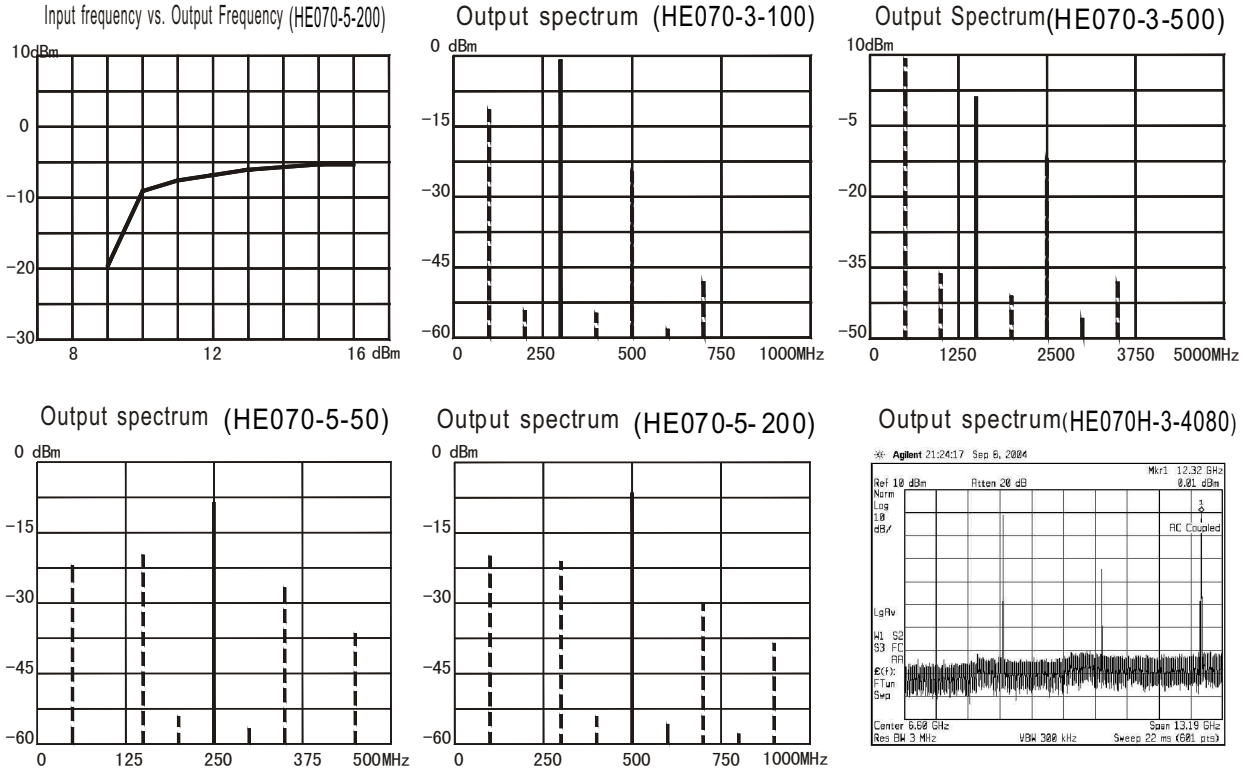 Input frequency vs. Output Frequency (HE070-5-200)
10dBm
0
-10
-20
-30
8 12 16 dBm
Output spectrum (HE070-3-100)
0 dBm
-15
-30
-45
-60
0 250 500 750 1000MHz
Output Spectrum(HE070-3-500)
10dBm
-5
-20
-35
-50
0 1250 2500 3750 5000MHz
Output spectrum (HE070-5-50)
0 dBm
-15
-30
-45
-60
0 125 250 375 500MHz
Output spectrum (HE070-5-200)
0 dBm
-15
-30
-45
-60
0 250 500 750 1000MHz
Output spectrum(HE070H-3-4080)
Agilent 21:24:17 Sep 6, 2004
Mkr1 12.32 GHz
Ref 10 dBm Atten 20 dB 0.01 dBm
Norm
Log
10
dB/
1
AC Coupled
LgAv
W1 S2
S3 FC
AA
£(f):
FTun
Swp
Center 6.60 GHz Span 13.19 GHz
Res BW 3 MHz VBW 300 kHz Sweep 22 ms (601 pts)